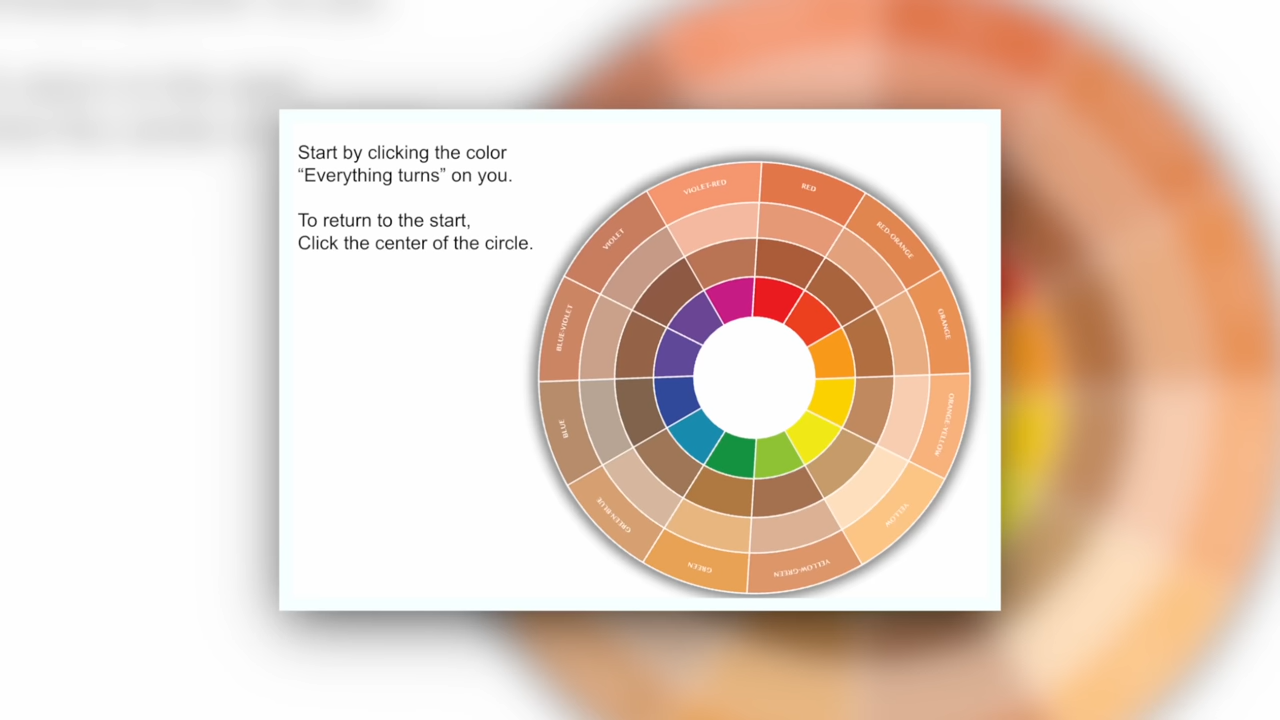 Start by clicking the color
“Everything turns” on you.
To return to the start,
Click the center of the circle.
VIOLET-RED
RED
RED-ORANGE
ORANGE
ORANGE-YELLOW
YELLOW
YELLOW-GREEN
GREEN
GREEN-BLUE
BLUE
BLUE-VIOLET
VIOLET